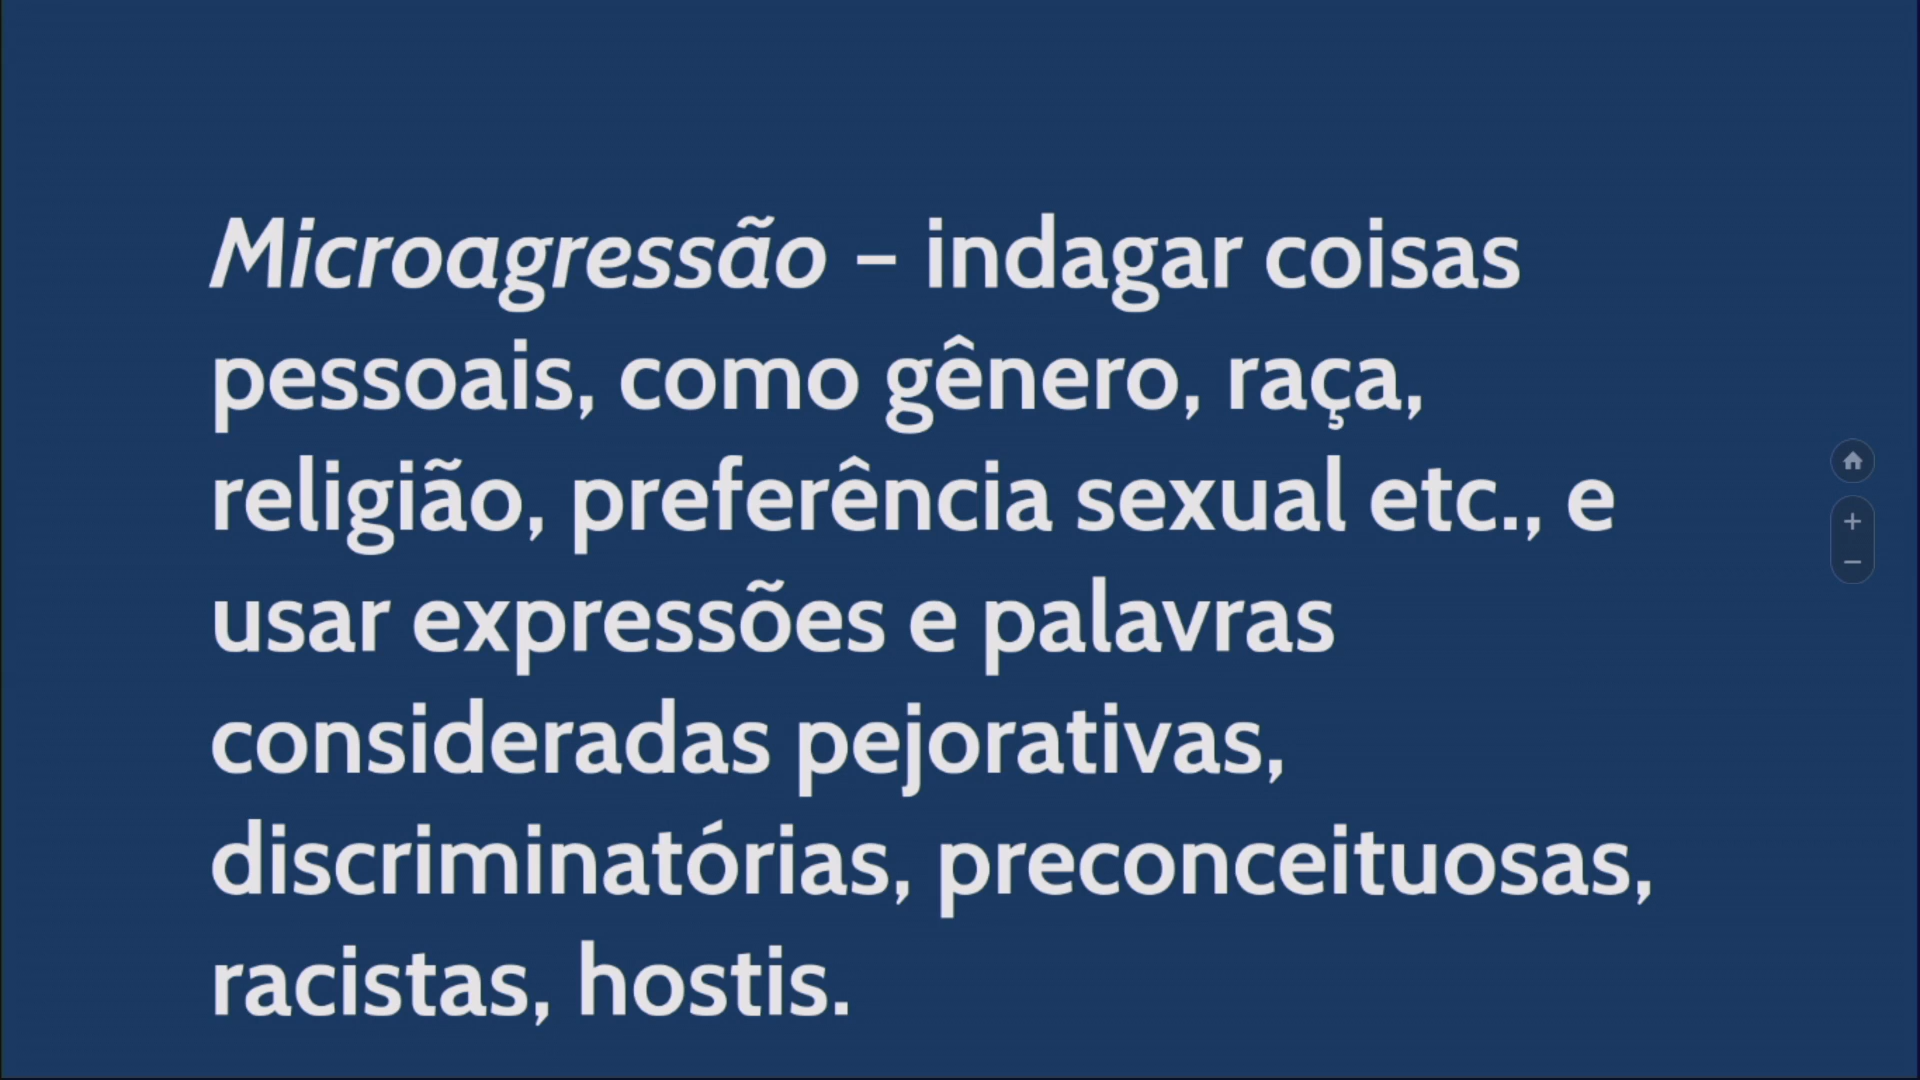 Microagressão – indagar coisas
pessoais, como gênero, raça,
religião, preferência sexual etc., e
usar expressões e palavras
consideradas pejorativas,
discriminatórias, preconceituosas,
racistas, hostis.